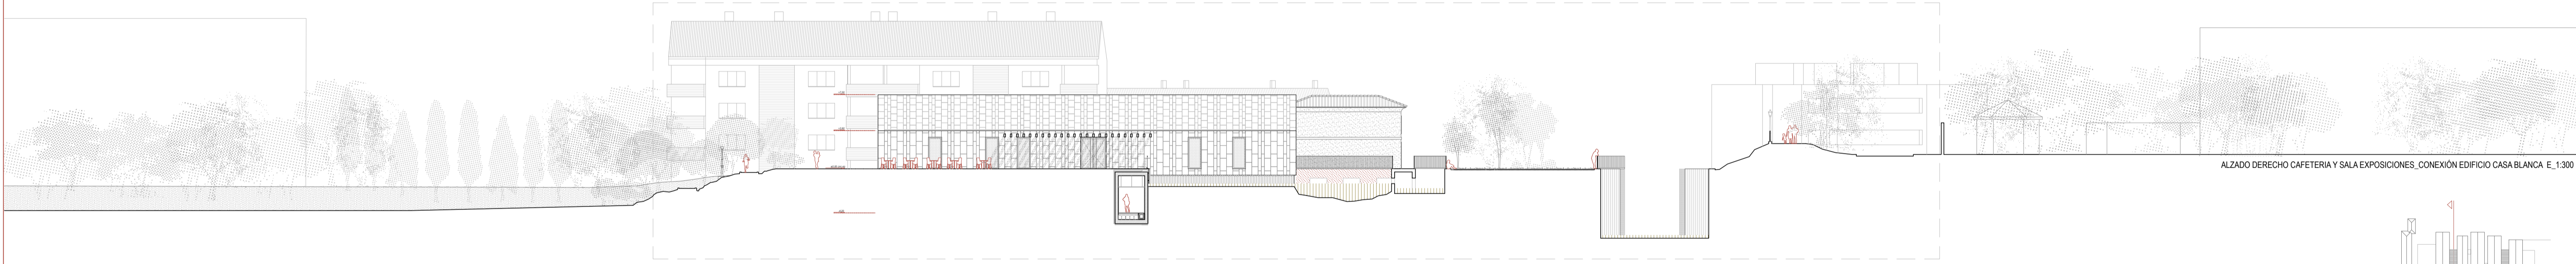 ALZADO DERECHO CAFETERIA Y SALA EXPOSICIONES_CONEXIÓN EDIFICIO CASA BLANCA E_1:300